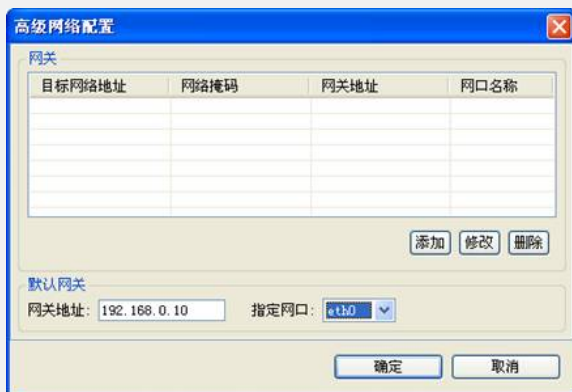 高级网络配置
网关
目标网络地址 网络掩码 网关地址 网口名称
添加 修改 删除
默认网关
网关地址: 192.168.0.10 指定网口: eth0
确定 取消